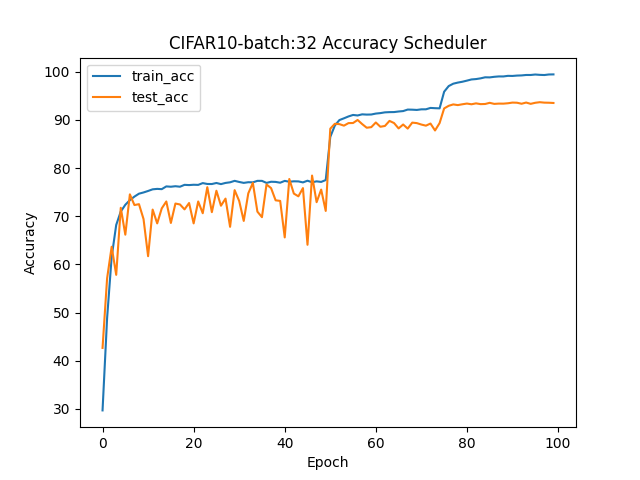 CIFAR10-batch:32 Accuracy Scheduler
train_acc
test_acc
100
90
80
70
60
50
40
30
Accuracy
0 20 40 60 80 100
Epoch